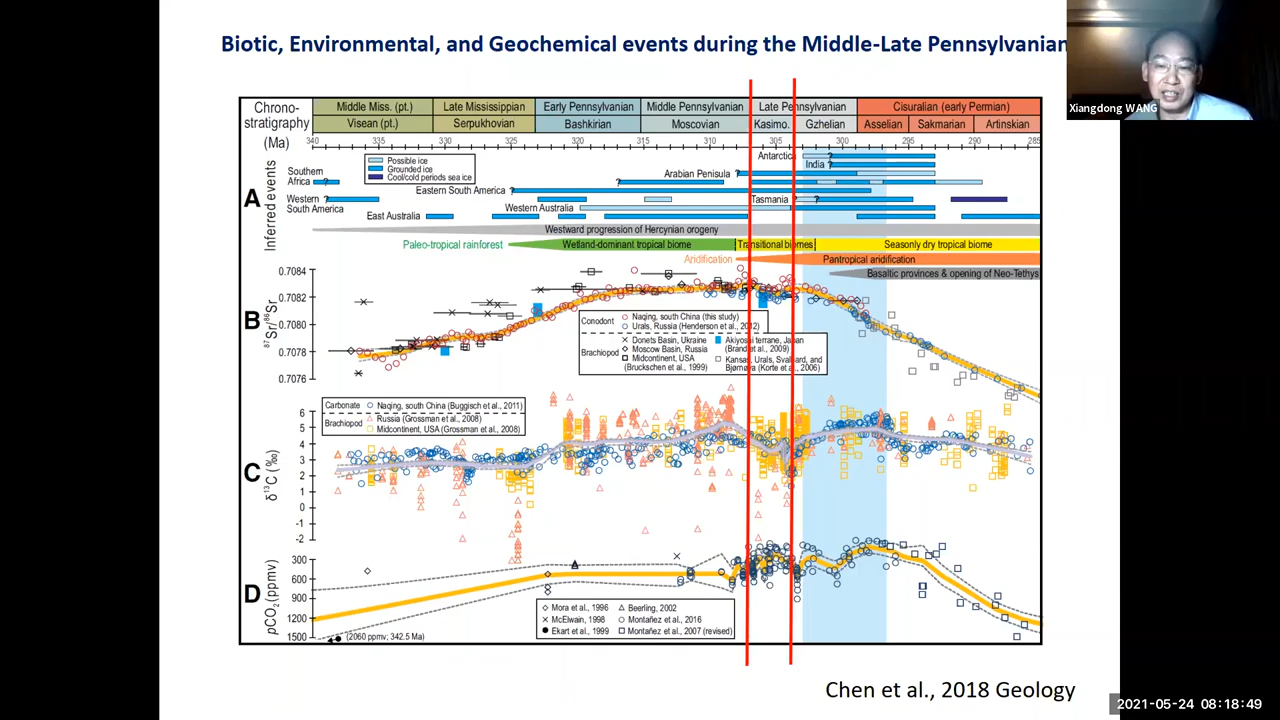 Biotic, Environmental, and Geochemical events during the Middle-Late Pennsylvanian
Xiangdong WANG
Chrono-
stratigraphy
(Ma)
Middle Miss. (pt.)
Late Mississippian
Early Pennsylvanian
Middle Pennsylvanian
Late Pennsylvanian
Cisuralian (early Permian)
Visean (pt.)
Serpukhovian
Bashkirian
Moscovian
Kasimo.
Gzhelian
Asselian
Sakmarian
Artinskian
340 330 325 320 315 310 305 300 295 290 285
A
Inferred events
Possible ice
Grounded ice
Cool/cold periods sea ice
Antarctica ?
India ?
Southern
Africa ?
Arabian Penisula ?
?
Eastern South America ?
Western ?
South America
Tasmania ?
Western Australia
East Australia
Westward progression of Hercynian orogeny
Paleo-tropical rainforest
Wetland-dominant tropical biome
Transitional biomes
Seasonly dry tropical biome
Aridification
Pantropical aridification
Basaltic provinces & opening of Neo-Tethys
B
87Sr/86Sr
0.7084
0.7082
0.7080
0.7078
0.7076
Conodont
Naqing, south China (this study)
Urals, Russia (Henderson et al., 2012)
Brachiopod
Donets Basin, Ukraine
Moscow Basin, Russia
Midcontinent, USA
(Bruckschen et al., 1999)
Akiyoshi terrane, Japan
(Brand et al., 2009)
Kansas, Urals, Svalbard, and
Bjørnøya (Korte et al., 2006)
C
δ13C (‰)
6
5
4
3
2
1
0
-1
-2
Carbonate
Naqing, south China (Buggisch et al., 2011)
Brachiopod
Russia (Grossman et al., 2008)
Midcontinent, USA (Grossman et al., 2008)
D
pCO2 (ppmv)
300
600
900
1200
1500
(2060 ppmv; 342.5 Ma)
Mora et al., 1996
McElwain, 1998
Ekart et al., 1999
Beerling, 2002
Montañez et al., 2016
Montañez et al., 2007 (revised)
Chen et al., 2018 Geology
2021-05-24 08:18:49